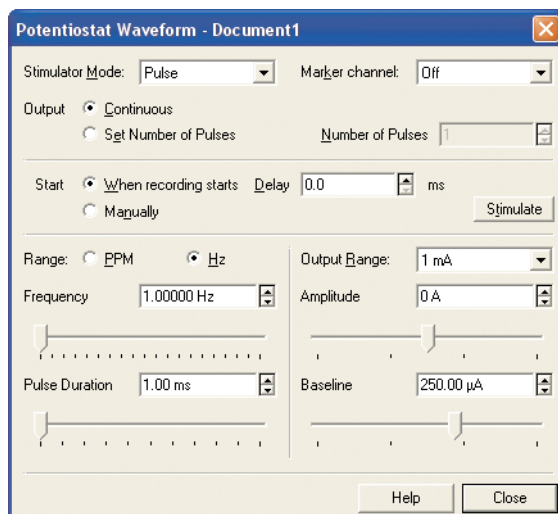 Potentiostat Waveform - Document1
Stimulator Mode: Pulse Marker channel: Off
Output Continuous
Set Number of Pulses Number of Pulses 1
Start When recording starts Delay 0.0 ms
Manually Stimulate
Range: PPM Hz Output Range: 1 mA
Frequency 1.00000 Hz Amplitude 0 A
Pulse Duration 1.00 ms Baseline 250.00 µA
Help Close